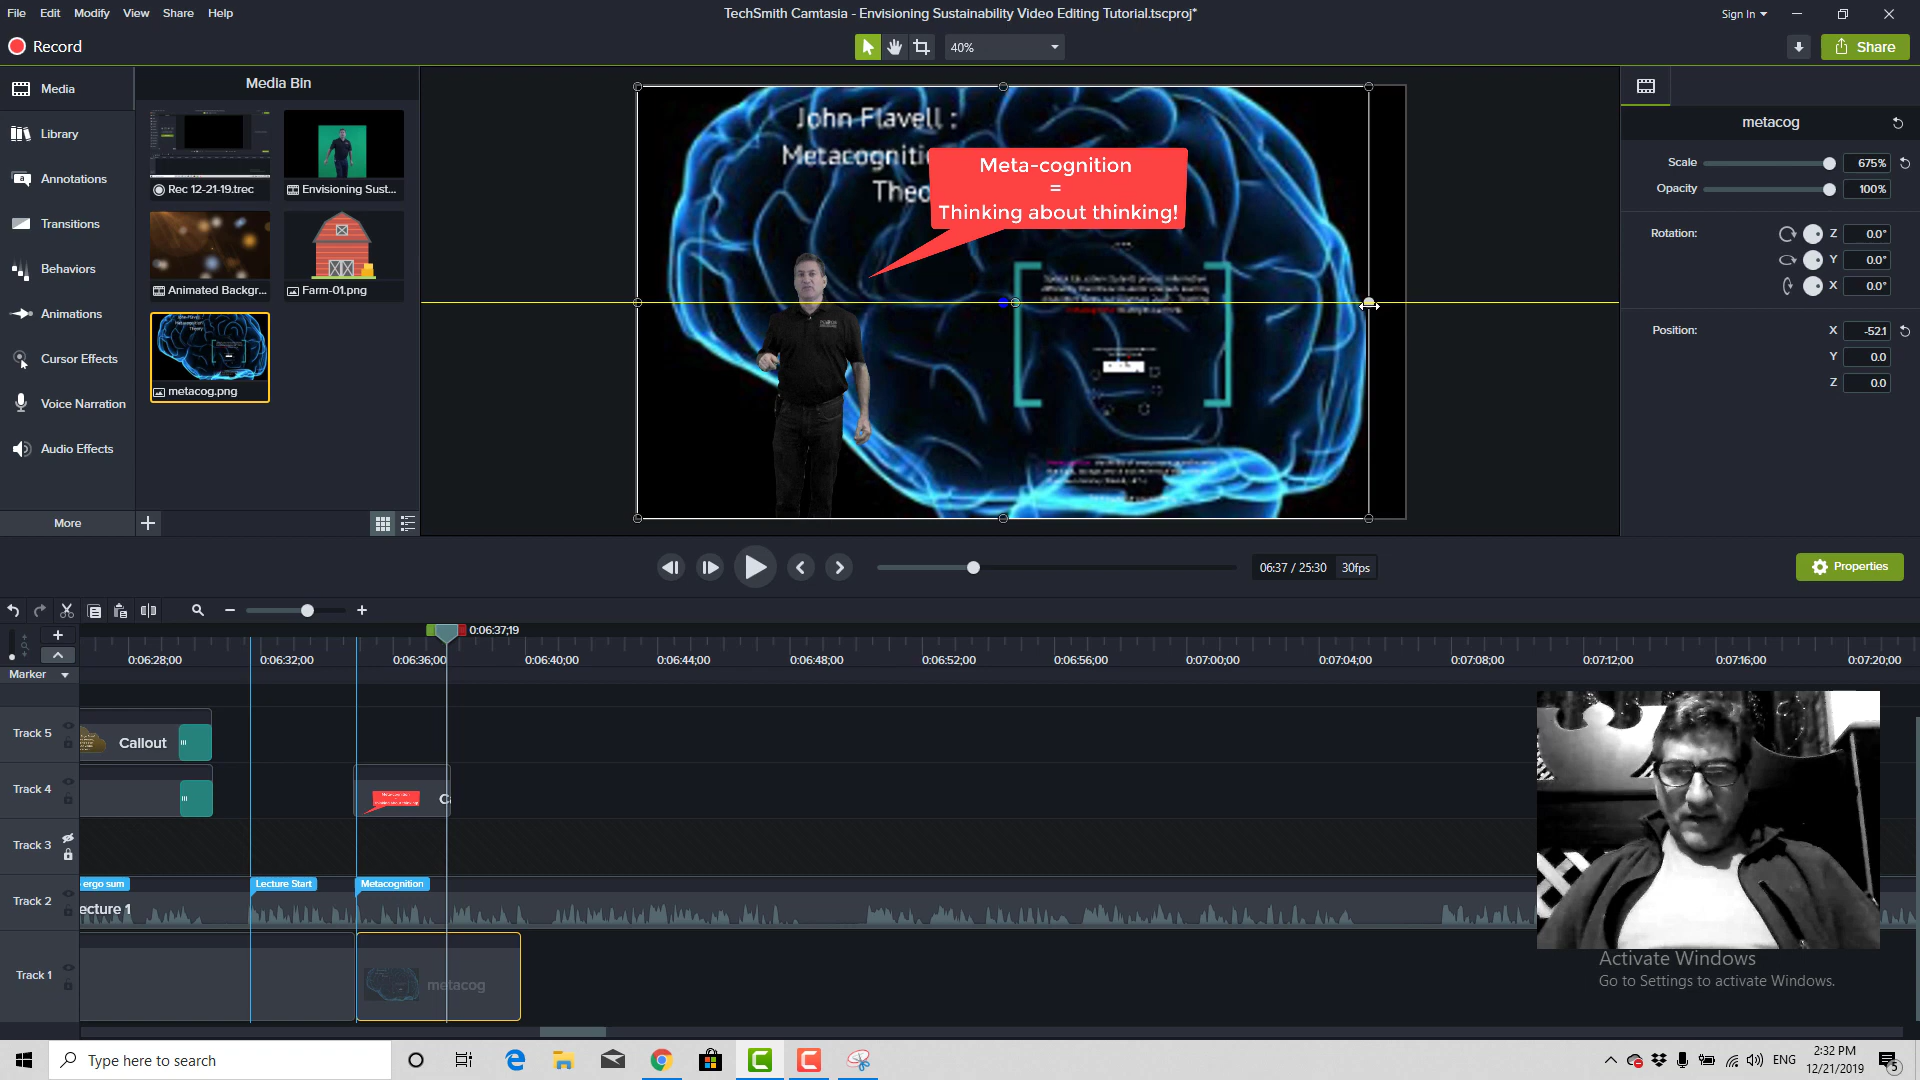 File Edit Modify View Share Help
TechSmith Camtasia - Envisioning Sustainability Video Editing Tutorial.tscproj*
Sign In
Record
40%
Share
Media
Library
Annotations
Transitions
Behaviors
Animations
Cursor Effects
Voice Narration
Audio Effects
More
Media Bin
Rec 12-21-19.trec
Envisioning Sust...
Animated Backgr...
Farm-01.png
metacog.png
John Flavell :
Meta-cognition
=
Thinking about thinking!
metacog
Scale 675%
Opacity 100%
Rotation: Z 0.0°
Y 0.0°
X 0.0°
Position: X -52.1
Y 0.0
Z 0.0
06:37 / 25:30 30fps
Properties
0:06:37;19
0:06:28;00 0:06:32;00 0:06:36;00 0:06:40;00 0:06:44;00 0:06:48;00 0:06:52;00 0:06:56;00 0:07:00;00 0:07:04;00 0:07:08;00 0:07:12;00 0:07:16;00 0:07:20;00
Marker
Track 5
Callout
Track 4
Track 3
Track 2
ergo sum
Lecture Start
Metacognition
ecture 1
Track 1
metacog
Activate Windows
Go to Settings to activate Windows.
Type here to search
ENG
2:32 PM
12/21/2019
5